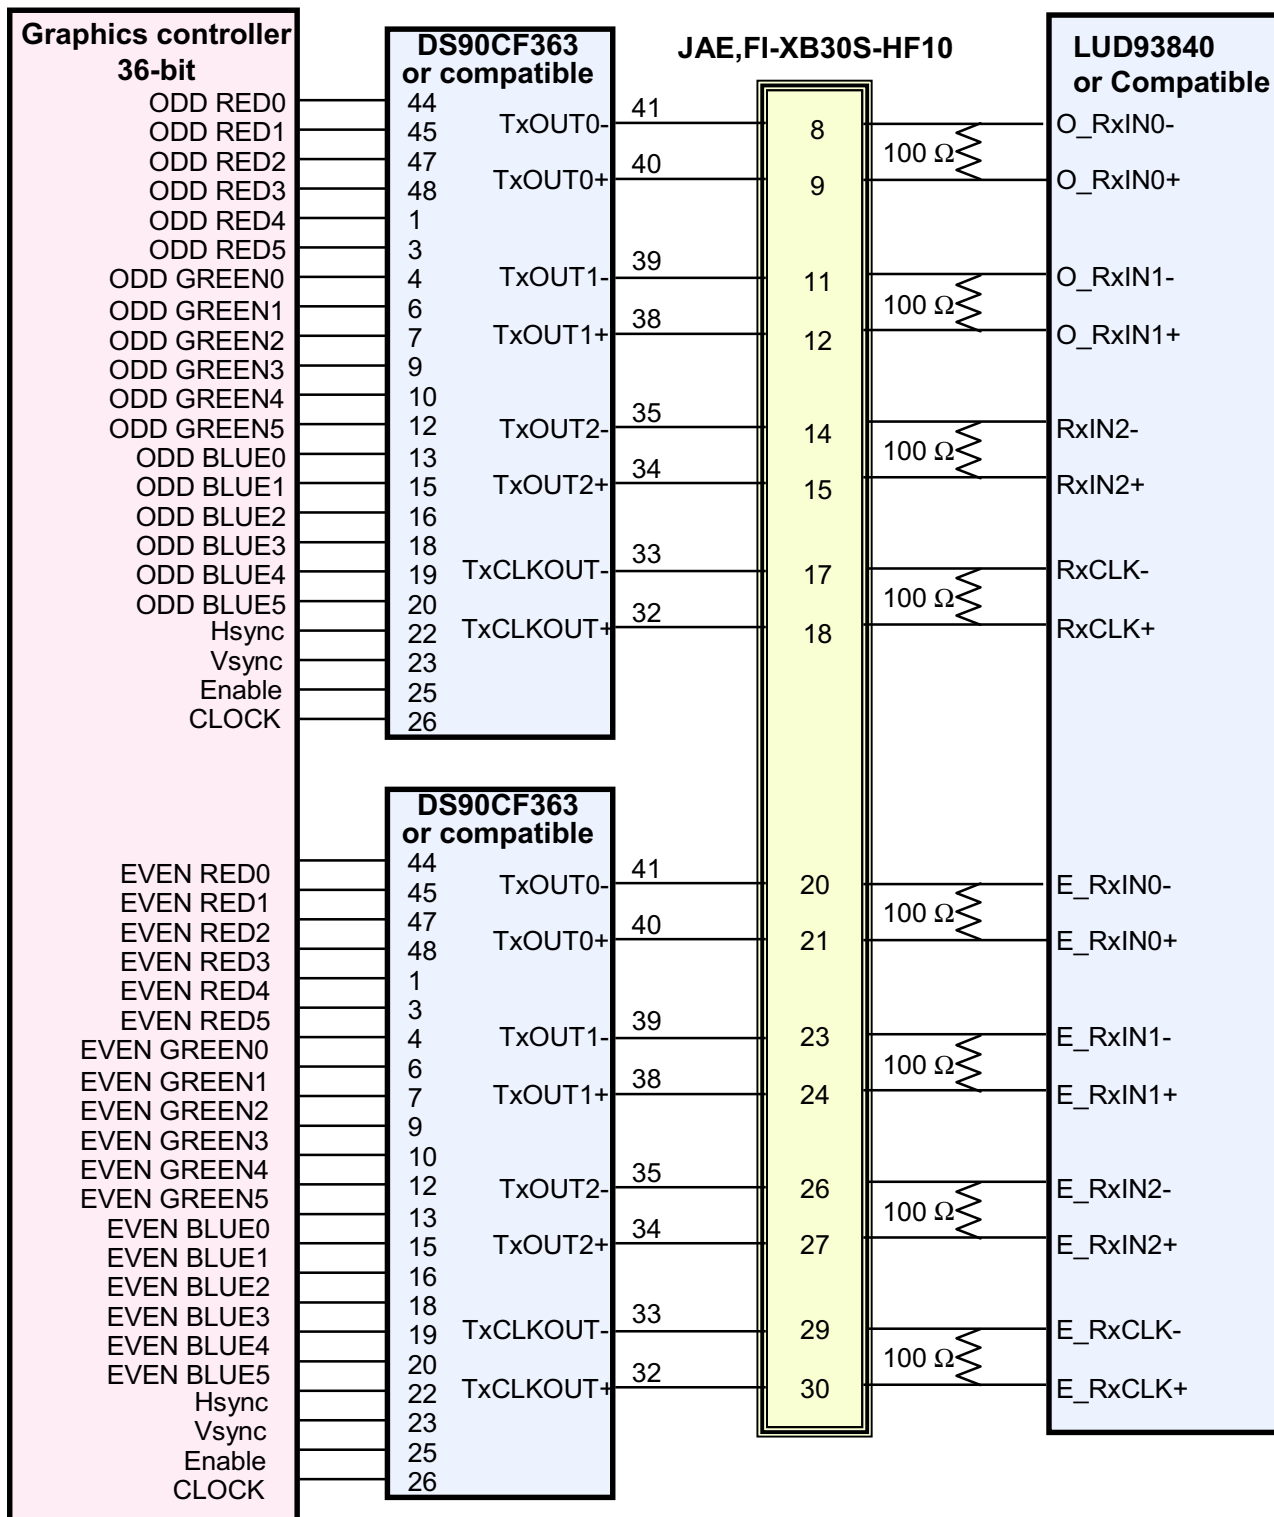 Graphics controller
36-bit
ODD RED0
ODD RED1
ODD RED2
ODD RED3
ODD RED4
ODD RED5
ODD GREEN0
ODD GREEN1
ODD GREEN2
ODD GREEN3
ODD GREEN4
ODD GREEN5
ODD BLUE0
ODD BLUE1
ODD BLUE2
ODD BLUE3
ODD BLUE4
ODD BLUE5
Hsync
Vsync
Enable
CLOCK
EVEN RED0
EVEN RED1
EVEN RED2
EVEN RED3
EVEN RED4
EVEN RED5
EVEN GREEN0
EVEN GREEN1
EVEN GREEN2
EVEN GREEN3
EVEN GREEN4
EVEN GREEN5
EVEN BLUE0
EVEN BLUE1
EVEN BLUE2
EVEN BLUE3
EVEN BLUE4
EVEN BLUE5
Hsync
Vsync
Enable
CLOCK
DS90CF363
or compatible
44
45
47
48
1
3
4
6
7
9
10
12
13
15
16
18
19
20
22
23
25
26
TxOUT0-
TxOUT0+
TxOUT1-
TxOUT1+
TxOUT2-
TxOUT2+
TxCLKOUT-
TxCLKOUT+
41
40
39
38
35
34
33
32
DS90CF363
or compatible
44
45
47
48
1
3
4
6
7
9
10
12
13
15
16
18
19
20
22
23
25
26
TxOUT0-
TxOUT0+
TxOUT1-
TxOUT1+
TxOUT2-
TxOUT2+
TxCLKOUT-
TxCLKOUT+
41
40
39
38
35
34
33
32
JAE,FI-XB30S-HF10
8
9
11
12
14
15
17
18
20
21
23
24
26
27
29
30
100 Ω
100 Ω
100 Ω
100 Ω
100 Ω
100 Ω
100 Ω
100 Ω
LUD93840
or Compatible
O_RxIN0-
O_RxIN0+
O_RxIN1-
O_RxIN1+
RxIN2-
RxIN2+
RxCLK-
RxCLK+
E_RxIN0-
E_RxIN0+
E_RxIN1-
E_RxIN1+
E_RxIN2-
E_RxIN2+
E_RxCLK-
E_RxCLK+